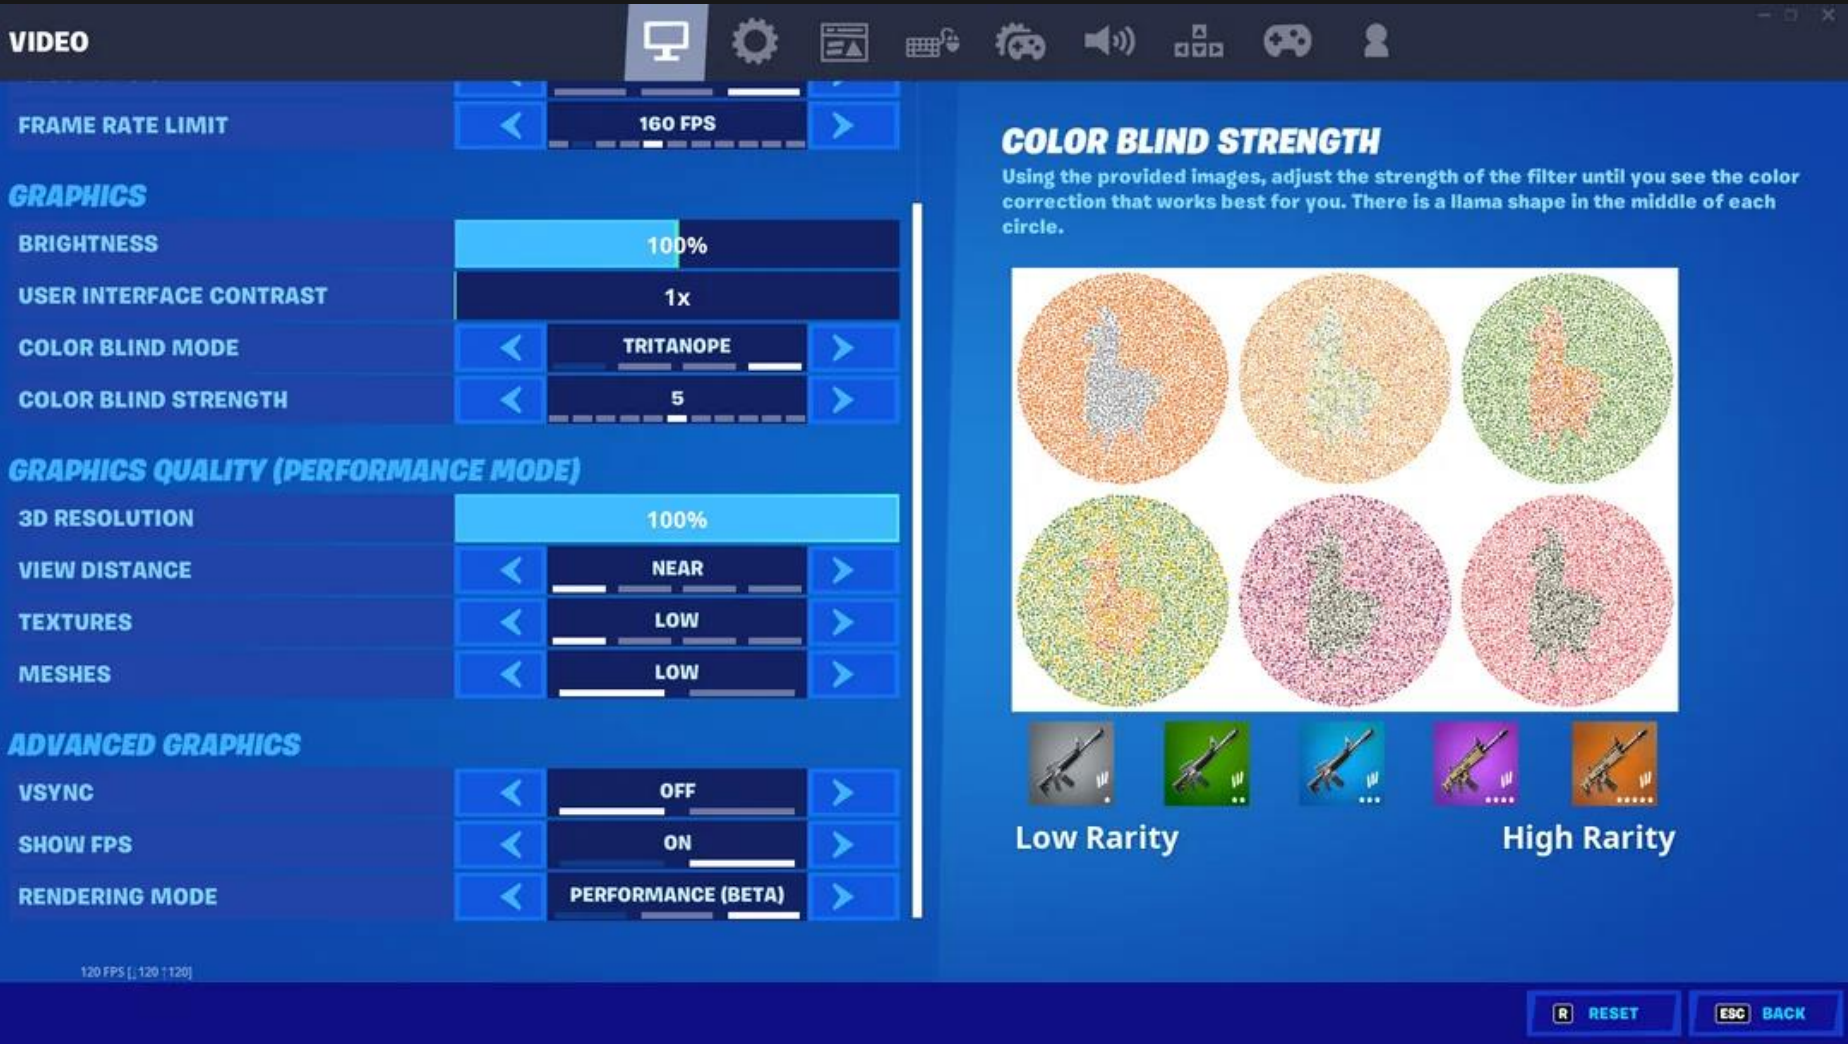 VIDEO
FRAME RATE LIMIT
160 FPS
GRAPHICS
BRIGHTNESS
100%
USER INTERFACE CONTRAST
1x
COLOR BLIND MODE
TRITANOPE
COLOR BLIND STRENGTH
5
GRAPHICS QUALITY (PERFORMANCE MODE)
3D RESOLUTION
100%
VIEW DISTANCE
NEAR
TEXTURES
LOW
MESHES
LOW
ADVANCED GRAPHICS
VSYNC
OFF
SHOW FPS
ON
RENDERING MODE
PERFORMANCE (BETA)
120 FPS [↓120 ↑120]
COLOR BLIND STRENGTH
Using the provided images, adjust the strength of the filter until you see the color
correction that works best for you. There is a llama shape in the middle of each
circle.
Low Rarity
High Rarity
R RESET
ESC BACK